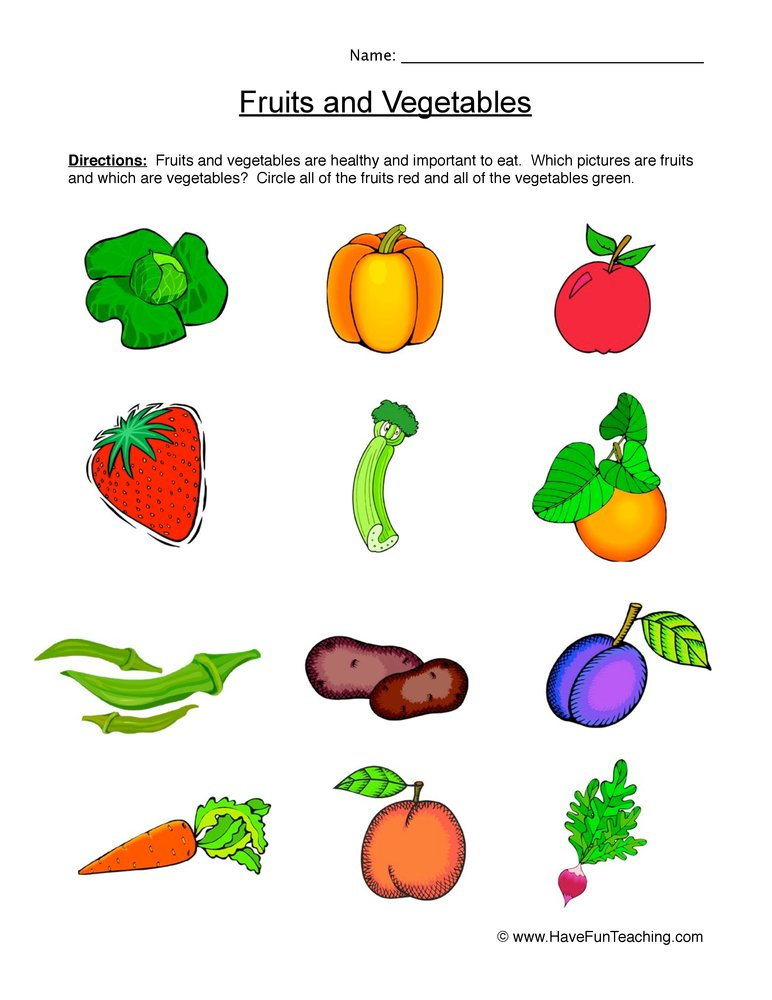 Name: ____________________________________
Fruits and Vegetables
Directions:  Fruits and vegetables are healthy and important to eat.  Which pictures are fruits
and which are vegetables?  Circle all of the fruits red and all of the vegetables green.
© www.HaveFunTeaching.com